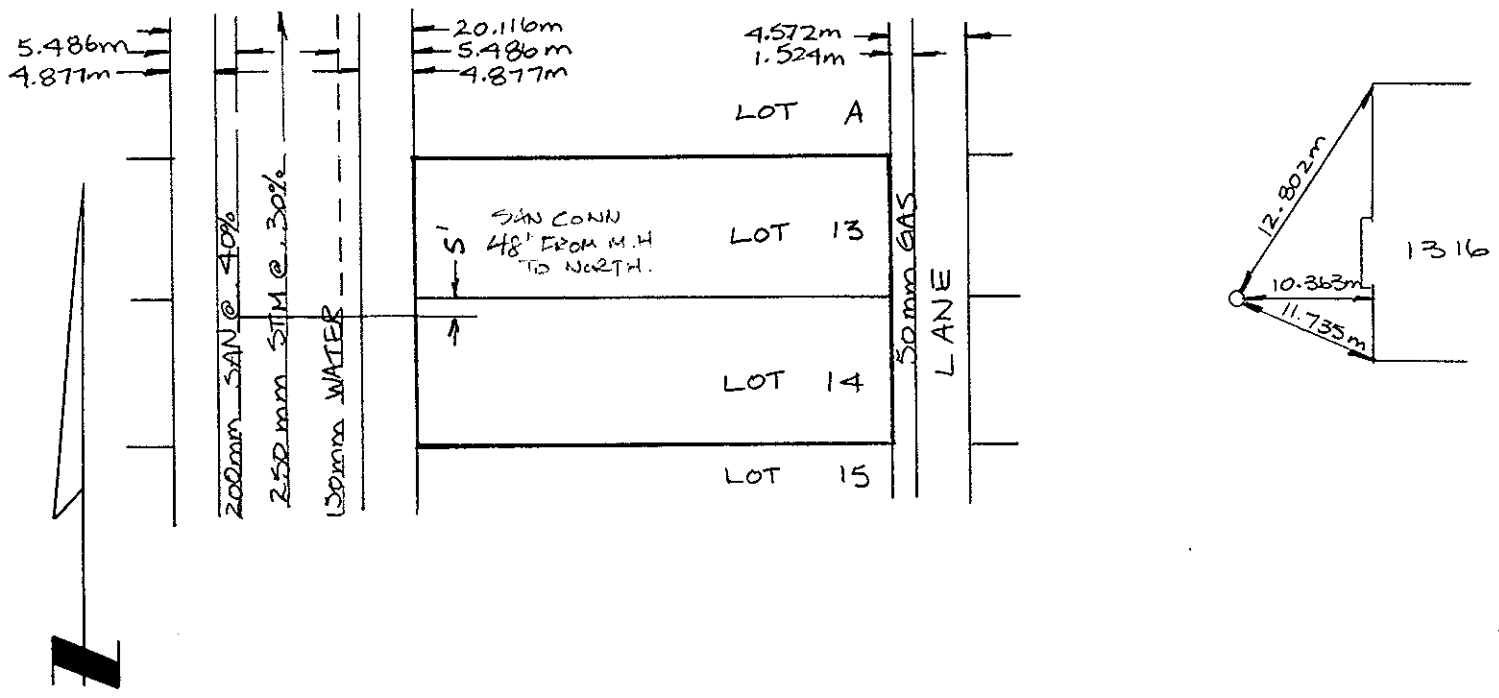 5.486m
4.877m
20.116m
5.486m
4.877m
4.572m
1.524m
LOT A
SAN CONN
48' FROM M.H
TO NORTH.
5'
LOT 13
LOT 14
LOT 15
200mm SAN @ .40%
250mm STM @ .30%
150mm WATER
50mm GAS
LANE
12.802m
10.363m
11.735m
1316